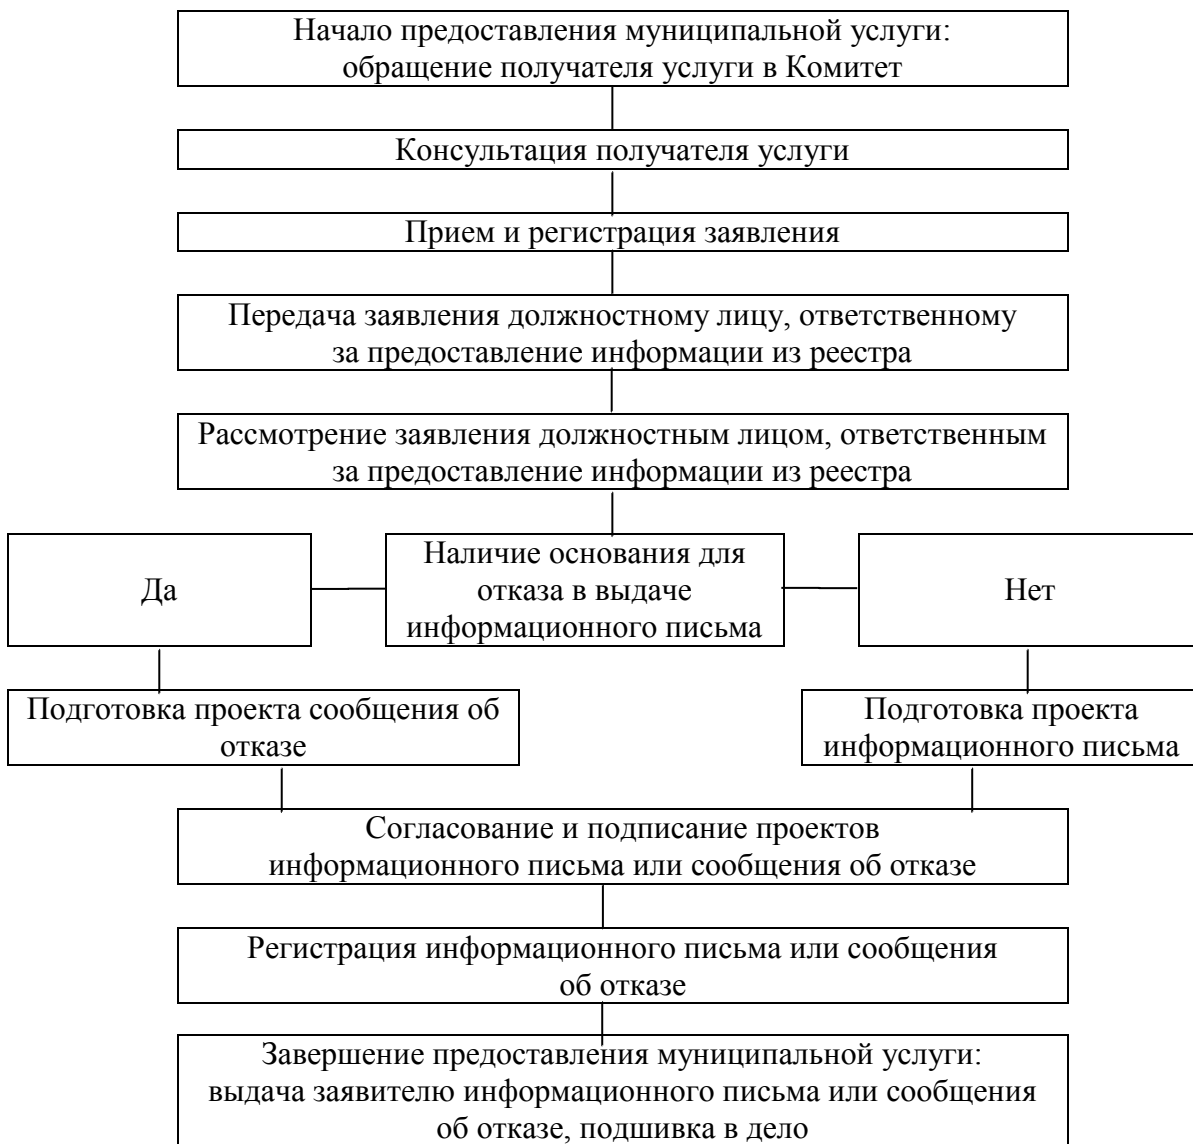 Начало предоставления муниципальной услуги:
обращение получателя услуги в Комитет
Консультация получателя услуги
Прием и регистрация заявления
Передача заявления должностному лицу, ответственному
за предоставление информации из реестра
Рассмотрение заявления должностным лицом, ответственным
за предоставление информации из реестра
Да
Наличие основания для
отказа в выдаче
информационного письма
Нет
Подготовка проекта сообщения об
отказе
Подготовка проекта
информационного письма
Согласование и подписание проектов
информационного письма или сообщения об отказе
Регистрация информационного письма или сообщения
об отказе
Завершение предоставления муниципальной услуги:
выдача заявителю информационного письма или сообщения
об отказе, подшивка в дело